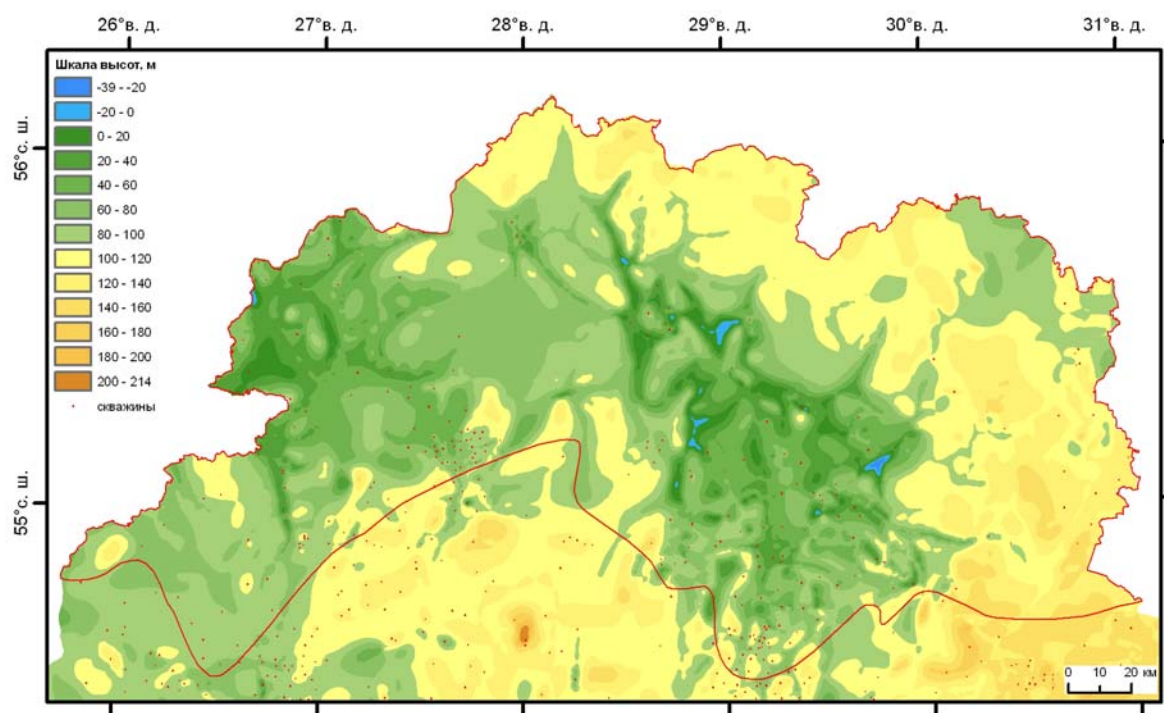 26°в. д. 27°в. д. 28°в. д. 29°в. д. 30°в. д. 31°в. д.
Шкала высот, м
-39 - -20
-20 - 0
0 - 20
20 - 40
40 - 60
60 - 80
80 - 100
100 - 120
120 - 140
140 - 160
160 - 180
180 - 200
200 - 214
скважины
56°с. ш.
55°с. ш.
0 10 20 км